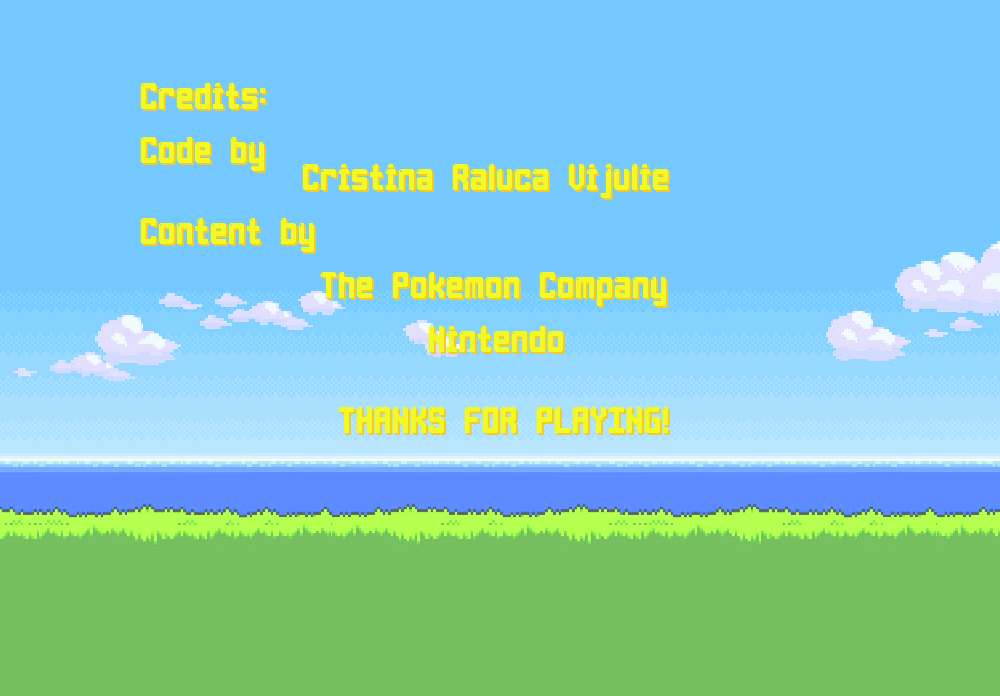 Credits:
Code by
Cristina Raluca Vijulie
Content by
The Pokemon Company
Nintendo
THANKS FOR PLAYING!